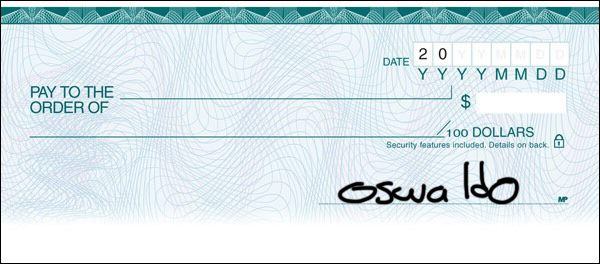 DATE 2 0 Y Y M M D D
Y Y Y Y M M D D
PAY TO THE
ORDER OF
$
100 DOLLARS
Security features included. Details on back.
oswaldo
MP